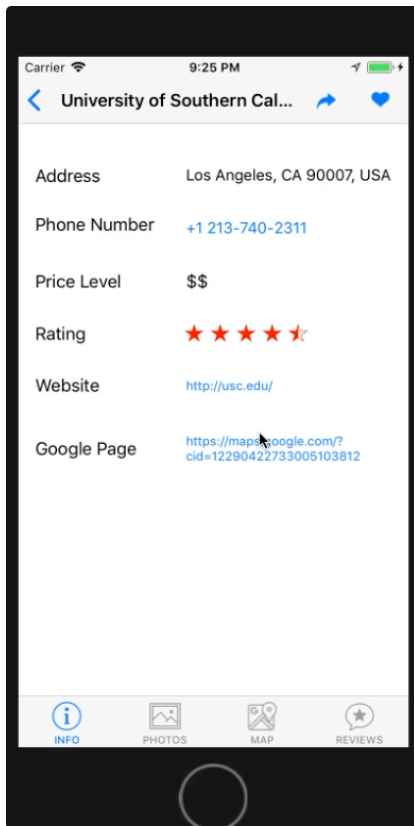 Carrier 9:25 PM
University of Southern Cal...
Address Los Angeles, CA 90007, USA
Phone Number +1 213-740-2311
Price Level $$
Rating
Website http://usc.edu/
Google Page https://maps.google.com/?
cid=12290422733005103812
INFO PHOTOS MAP REVIEWS